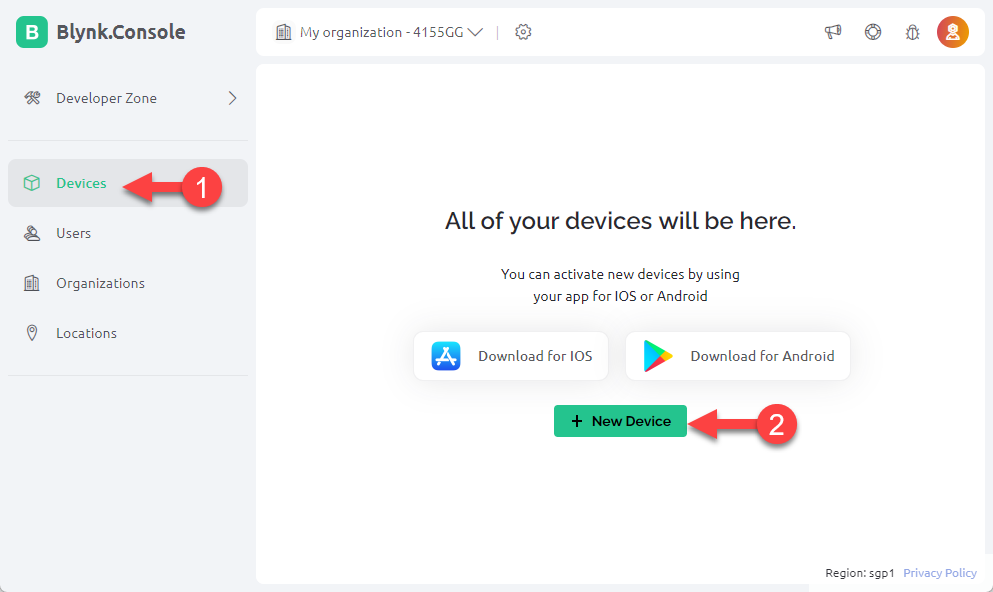 B Blynk.Console
My organization - 4155GG
Developer Zone
Devices
1
Users
Organizations
Locations
All of your devices will be here.
You can activate new devices by using
your app for IOS or Android
Download for IOS
Download for Android
+ New Device
2
Region: sgp1 Privacy Policy